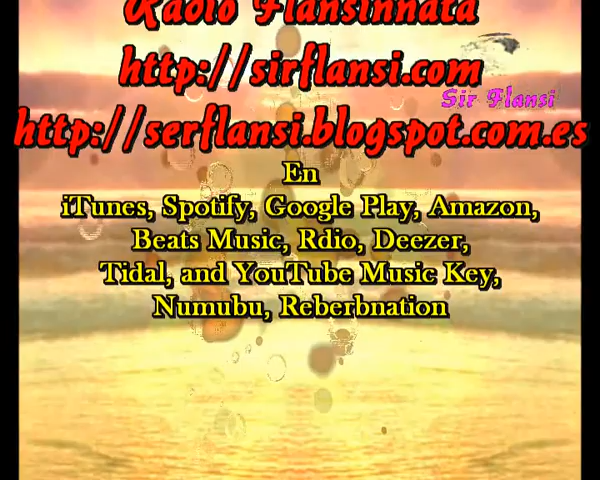 Radio Flansinnata
http://sirflansi.com
Sir Flansi
http://serflansi.blogspot.com.es
En
iTunes, Spotify, Google Play, Amazon,
Beats Music, Rdio, Deezer,
Tidal, and YouTube Music Key,
Numubu, Reberbnation